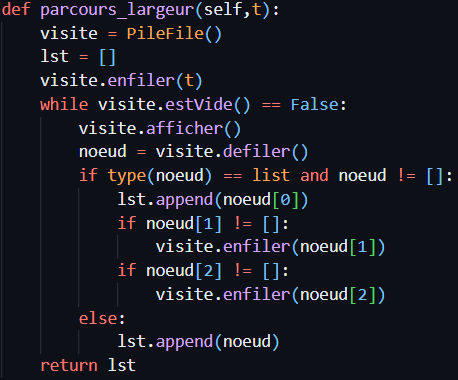 def parcours_largeur(self,t):
    visite = PileFile()
    lst = []
    visite.enfiler(t)
    while visite.estVide() == False:
        visite.afficher()
        noeud = visite.defiler()
        if type(noeud) == list and noeud != []:
            lst.append(noeud[0])
            if noeud[1] != []:
                visite.enfiler(noeud[1])
            if noeud[2] != []:
                visite.enfiler(noeud[2])
        else:
            lst.append(noeud)
    return lst